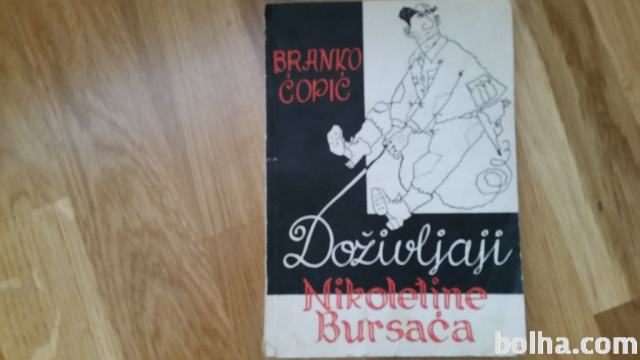 BRANKO
ĆOPIĆ
Doživljaji
Nikoletine
Bursaća
bolha.com